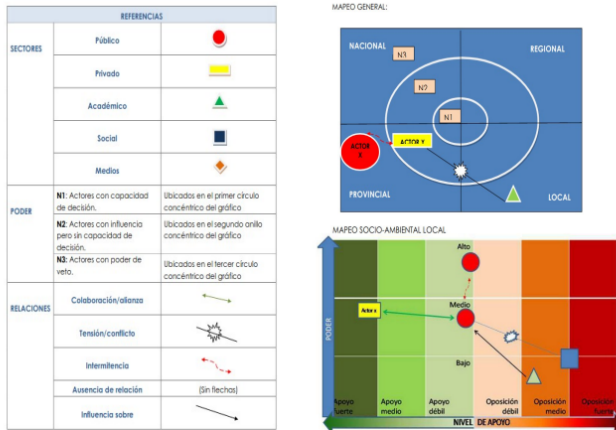 REFERENCIAS
SECTORES
Público
Privado
Académico
Social
Medios
PODER
N1: Actores con capacidad de decisión.
Ubicados en el primer círculo concéntrico del gráfico
N2: Actores con influencia pero sin capacidad de decisión.
Ubicados en el segundo anillo concéntrico del gráfico
N3: Actores con poder de veto.
Ubicados en el tercer círculo concéntrico del gráfico
RELACIONES
Colaboración/alianza
Tensión/conflicto
Intermitencia
Ausencia de relación
(Sin flechas)
Influencia sobre
MAPEO GENERAL:
NACIONAL
REGIONAL
N3
N2
N1
ACTOR
X
ACTOR Y
PROVINCIAL
LOCAL
MAPEO SOCIO-AMBIENTAL LOCAL
PODER
Alto
Medio
Bajo
Actor x
Apoyo fuerte
Apoyo medio
Apoyo débil
Oposición débil
Oposición medio
Oposición fuerte
NIVEL DE APOYO